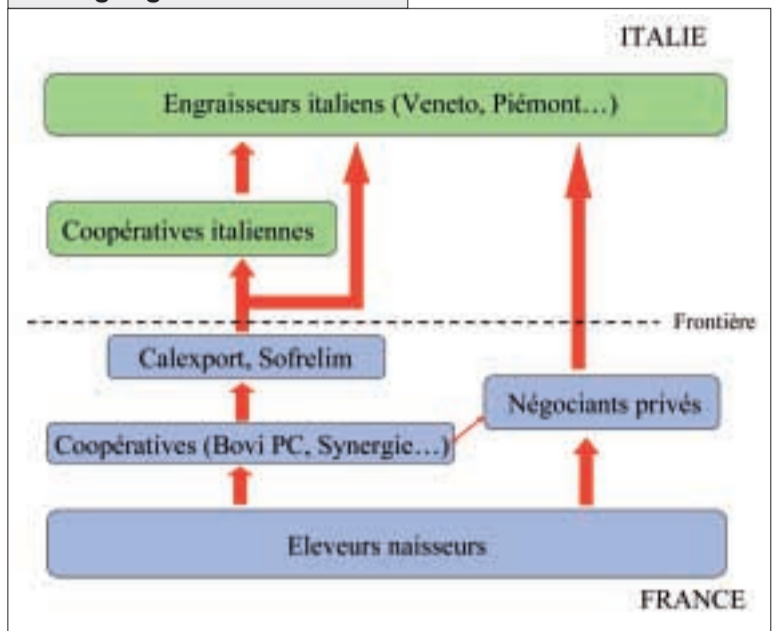 ITALIE
Engraisseurs italiens (Veneto, Piémont…)
Coopératives italiennes
Frontière
Calexport, Sofrelim
Négociants privés
Coopératives (Bovi PC, Synergie…)
Eleveurs naisseurs
FRANCE